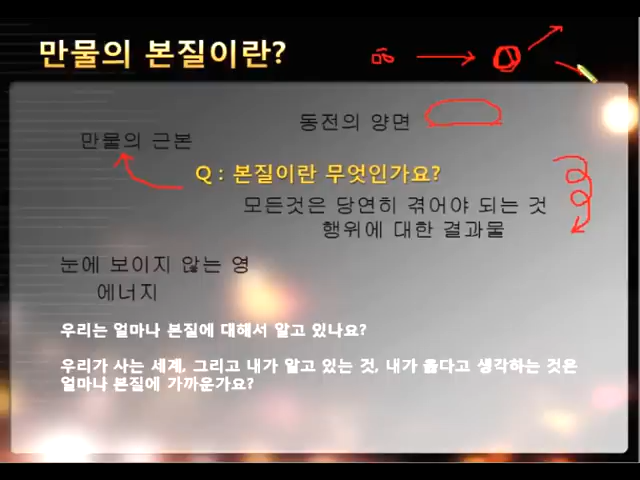 만물의 본질이란?
동전의 양면
만물의 근본
Q : 본질이란 무엇인가요?
모든것은 당연히 겪어야 되는 것
행위에 대한 결과물
눈에 보이지 않는 영
에너지
우리는 얼마나 본질에 대해서 알고 있나요?
우리가 사는 세계, 그리고 내가 알고 있는 것, 내가 옳다고 생각하는 것은
얼마나 본질에 가까운가요?